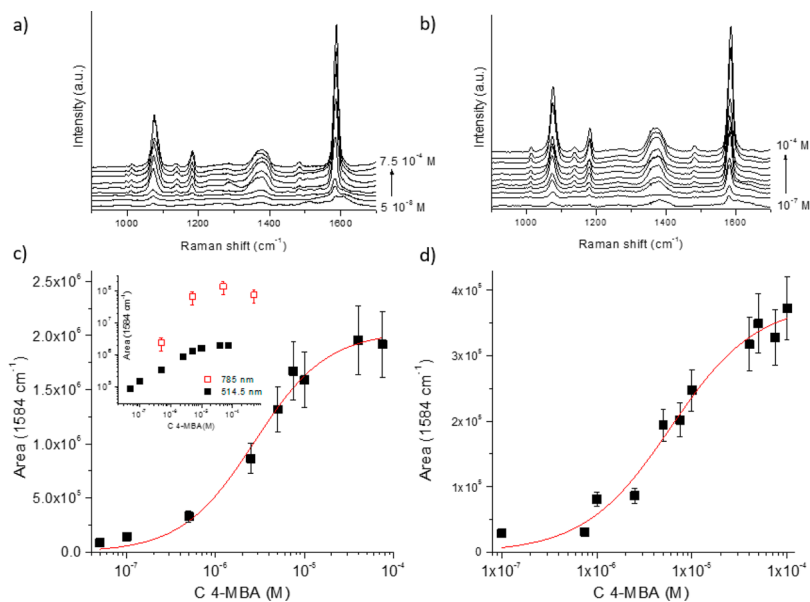 a)
Intensity (a.u.)
7.5 10⁻⁴ M
5 10⁻⁸ M
1000 1200 1400 1600
Raman shift (cm⁻¹)
b)
Intensity (a.u.)
10⁻⁴ M
10⁻⁷ M
1000 1200 1400 1600
Raman shift (cm⁻¹)
c)
Area (1584 cm⁻¹)
2.5x10⁶
2.0x10⁶
1.5x10⁶
1.0x10⁶
5.0x10⁵
0.0
10⁻⁷ 10⁻⁶ 10⁻⁵ 10⁻⁴
C 4-MBA (M)
Area (1584 cm⁻¹)
10⁸
10⁷
10⁶
10⁵
785 nm
514.5 nm
C 4-MBA(M)
d)
Area (1584 cm⁻¹)
0
1x10⁻⁷ 1x10⁻⁶ 1x10⁻⁵ 1x10⁻⁴
C 4-MBA (M)